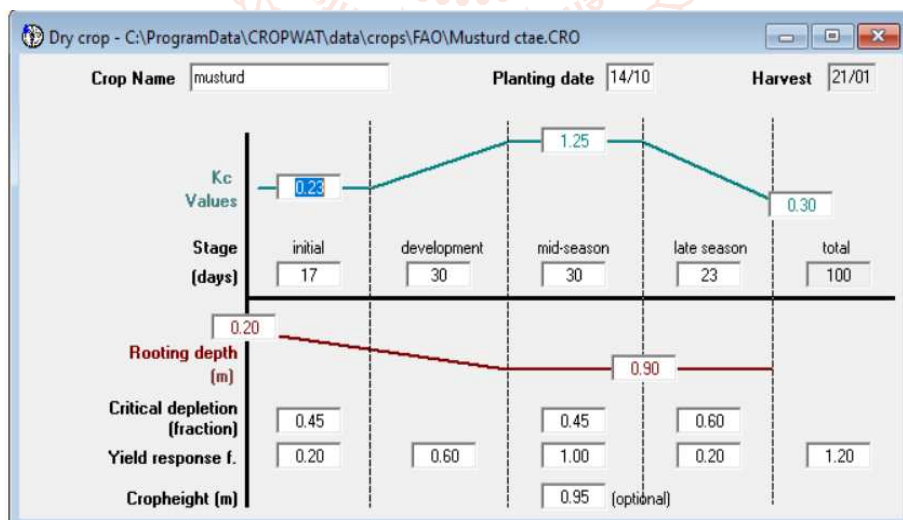 Dry crop - C:\ProgramData\CROPWAT\data\crops\FAO\Musturd ctae.CRO
Crop Name musturd Planting date 14/10 Harvest 21/01
1.25
Kc 0.23
Values 0.30
Stage initial development mid-season late season total
(days) 17 30 30 23 100
0.20
Rooting depth 0.90
(m)
Critical depletion 0.45 0.45 0.60
(fraction)
Yield response f. 0.20 0.60 1.00 0.20 1.20
Cropheight (m) 0.95 (optional)